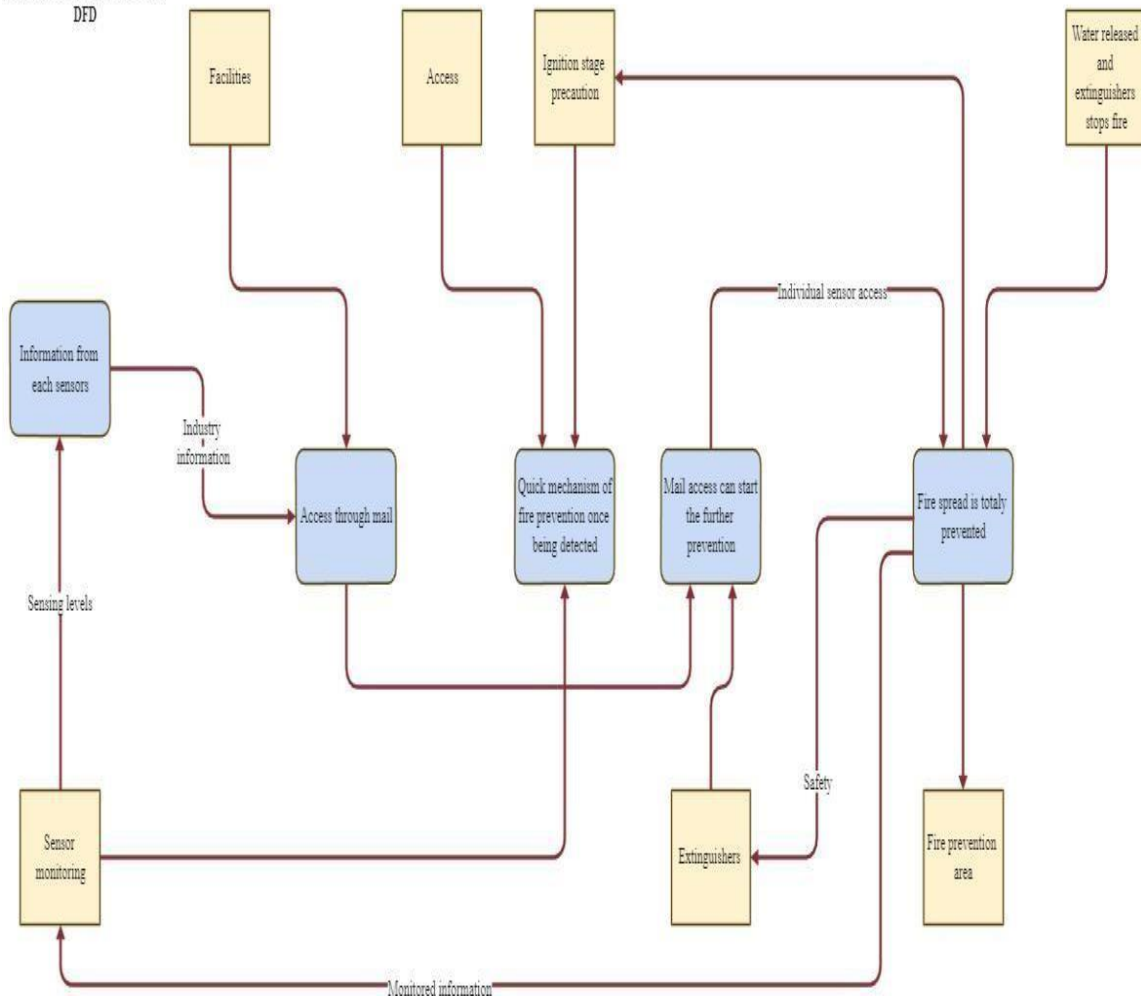 DFD
Facilities
Access
Ignition stage
precaution
Water released
and
extinguishers
stops fire
Individual sensor access
Information from
each sensors
Industry
information
Access through mail
Quick mechanism of
fire prevention once
being detected
Mail access can start
the further
prevention
Fire spread is totaly
prevented
Sensing levels
Safety
Sensor
monitoring
Extinguishers
Fire prevention
area
Monitored information